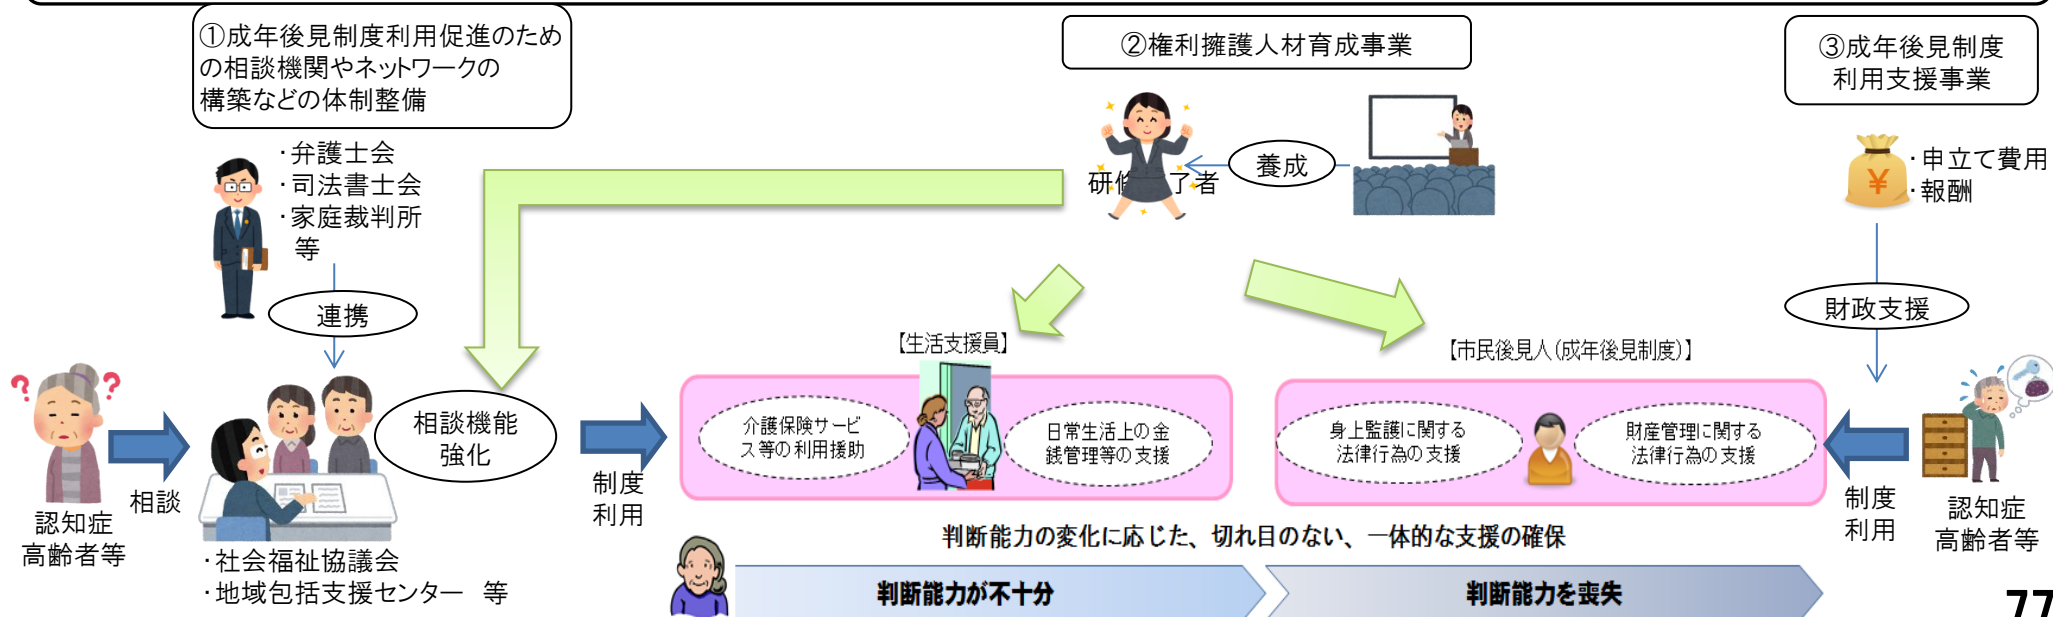 ①成年後見制度利用促進のため
の相談機関やネットワークの
構築などの体制整備
・弁護士会
・司法書士会
・家庭裁判所
等
連携
認知症
高齢者等
相談
・社会福祉協議会
・地域包括支援センター 等
相談機能
強化
制度
利用
②権利擁護人材育成事業
養成
研修
了者
【生活支援員】
介護保険サービ
ス等の利用援助
日常生活上の金
銭管理等の支援
【市民後見人(成年後見制度)】
身上監護に関する
法律行為の支援
財産管理に関する
法律行為の支援
③成年後見制度
利用支援事業
¥
・申立て費用
・報酬
財政支援
制度
利用
認知症
高齢者等
判断能力の変化に応じた、切れ目のない、一体的な支援の確保
判断能力が不十分
判断能力を喪失
77